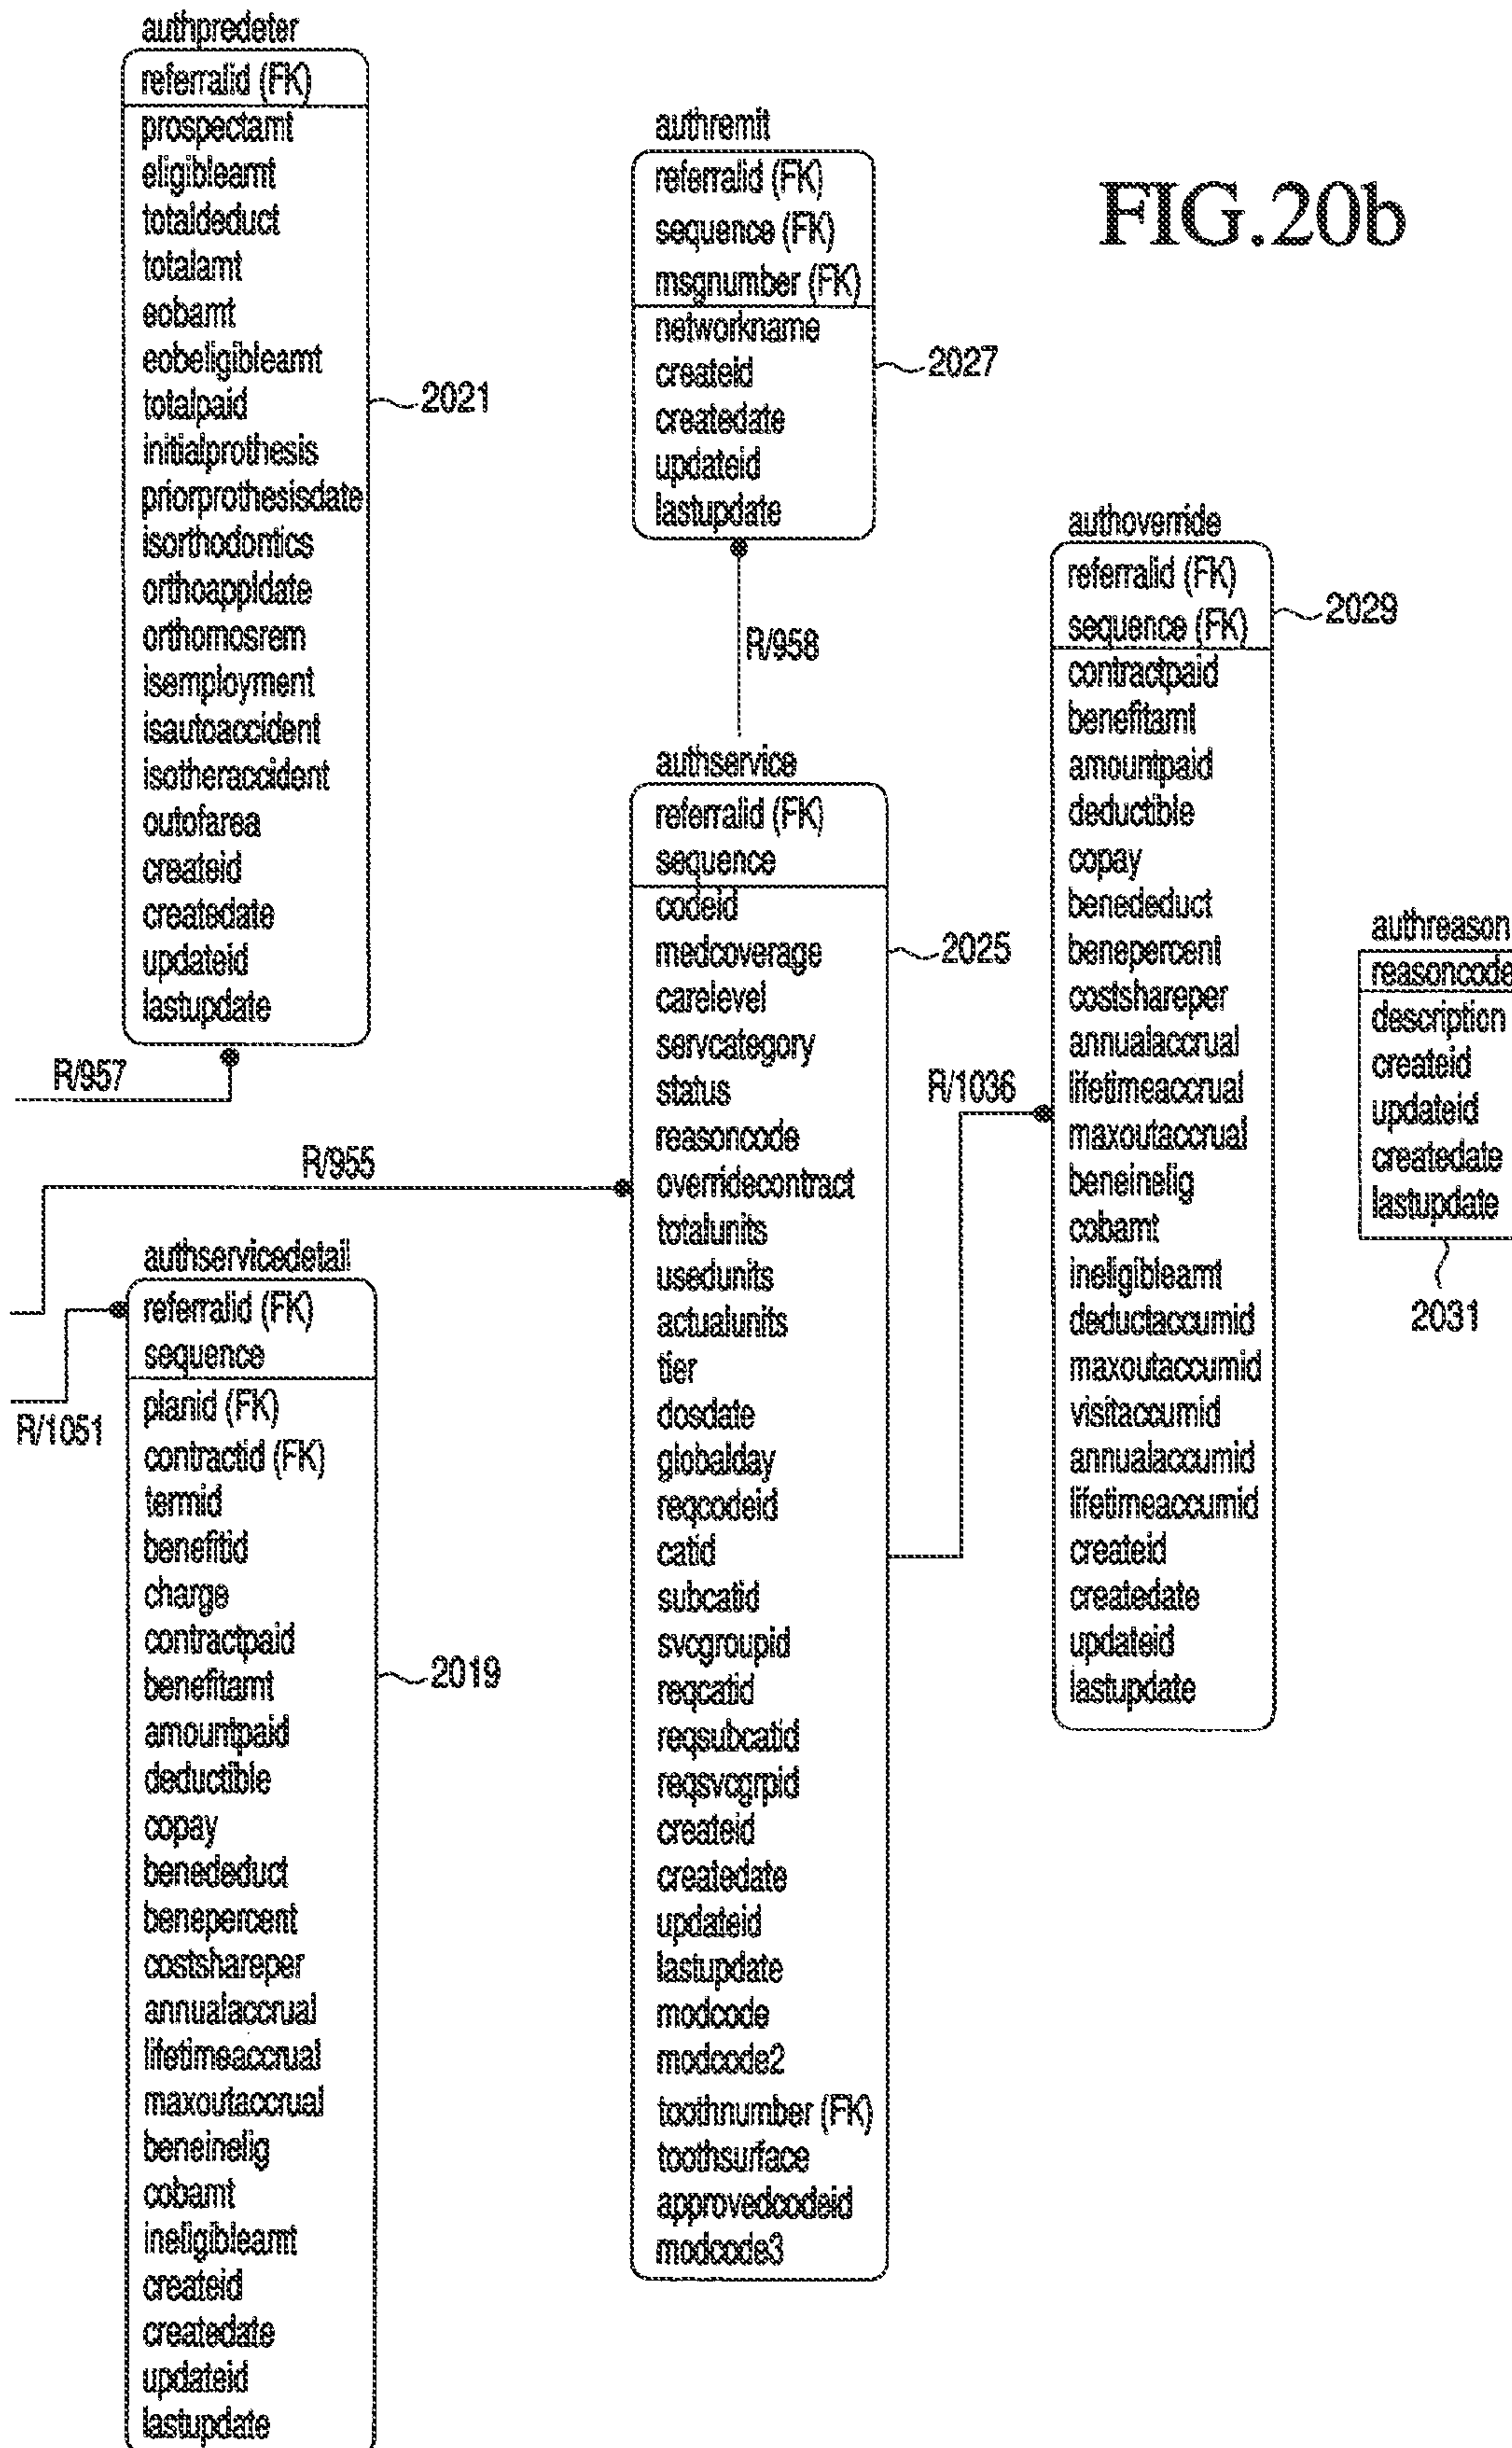 authpredeter
referralid (FK)
prospectamt
eligibleamt
totaldeduct
totalamt
eobamt
eobeligibleamt
totalpaid
initialprothesis
priorprothesisdate
isorthodontics
orthoappldate
orthomosrem
isemployment
isautoaccident
isotheraccident
outofarea
createid
createdate
updateid
lastupdate
2021
R/957
authremit
referralid (FK)
sequence (FK)
msgnumber (FK)
networkname
createid
createdate
updateid
lastupdate
2027
R/958
FIG.20b
R/955
R/1051
authservicedetail
referralid (FK)
sequence
planid (FK)
contractid (FK)
termid
benefitid
charge
contractpaid
benefitamt
amountpaid
deductible
copay
benededuct
benepercent
costshareper
annualaccrual
lifetimeaccrual
maxoutaccrual
beneinelig
cobamt
ineligibleamt
createid
createdate
updateid
lastupdate
2019
authservice
referralid (FK)
sequence
codeid
medcoverage
carelevel
servcategory
status
reasoncode
overridecontract
totalunits
usedunits
actualunits
tier
dosdate
globalday
reqcodeid
catid
subcatid
svcgroupid
reqcatid
reqsubcatid
reqsvcgrpid
createid
createdate
updateid
lastupdate
modcode
modcode2
toothnumber (FK)
toothsurface
approvedcodeid
modcode3
2025
R/1036
authoverride
referralid (FK)
sequence (FK)
contractpaid
benefitamt
amountpaid
deductible
copay
benededuct
benepercent
costshareper
annualaccrual
lifetimeaccrual
maxoutaccrual
beneinelig
cobamt
ineligibleamt
deductaccumid
maxoutaccumid
visitaccumid
annualaccumid
lifetimeaccumid
createid
createdate
updateid
lastupdate
2029
authreason
reasoncode
description
createid
updateid
createdate
lastupdate
2031